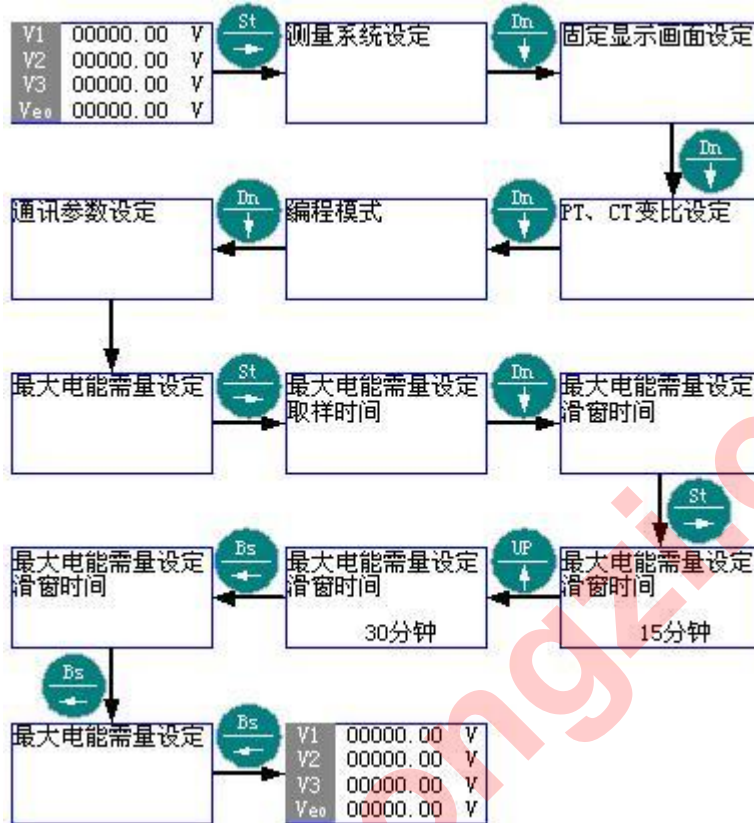 V1 00000.00 V
V2 00000.00 V
V3 00000.00 V
Veo 00000.00 V
St
测量系统设定
Dn
固定显示画面设定
Dn
PT、CT变比设定
Dn
编程模式
Dn
通讯参数设定
最大电能需量设定
St
最大电能需量设定
取样时间
Dn
最大电能需量设定
滑窗时间
St
最大电能需量设定
滑窗时间
15分钟
UP
最大电能需量设定
滑窗时间
30分钟
Bs
最大电能需量设定
滑窗时间
Bs
最大电能需量设定
Bs
V1 00000.00 V
V2 00000.00 V
V3 00000.00 V
Veo 00000.00 V